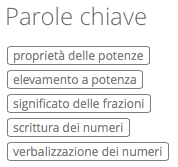 Parole chiave
proprietà delle potenze
elevamento a potenza
significato delle frazioni
scrittura dei numeri
verbalizzazione dei numeri